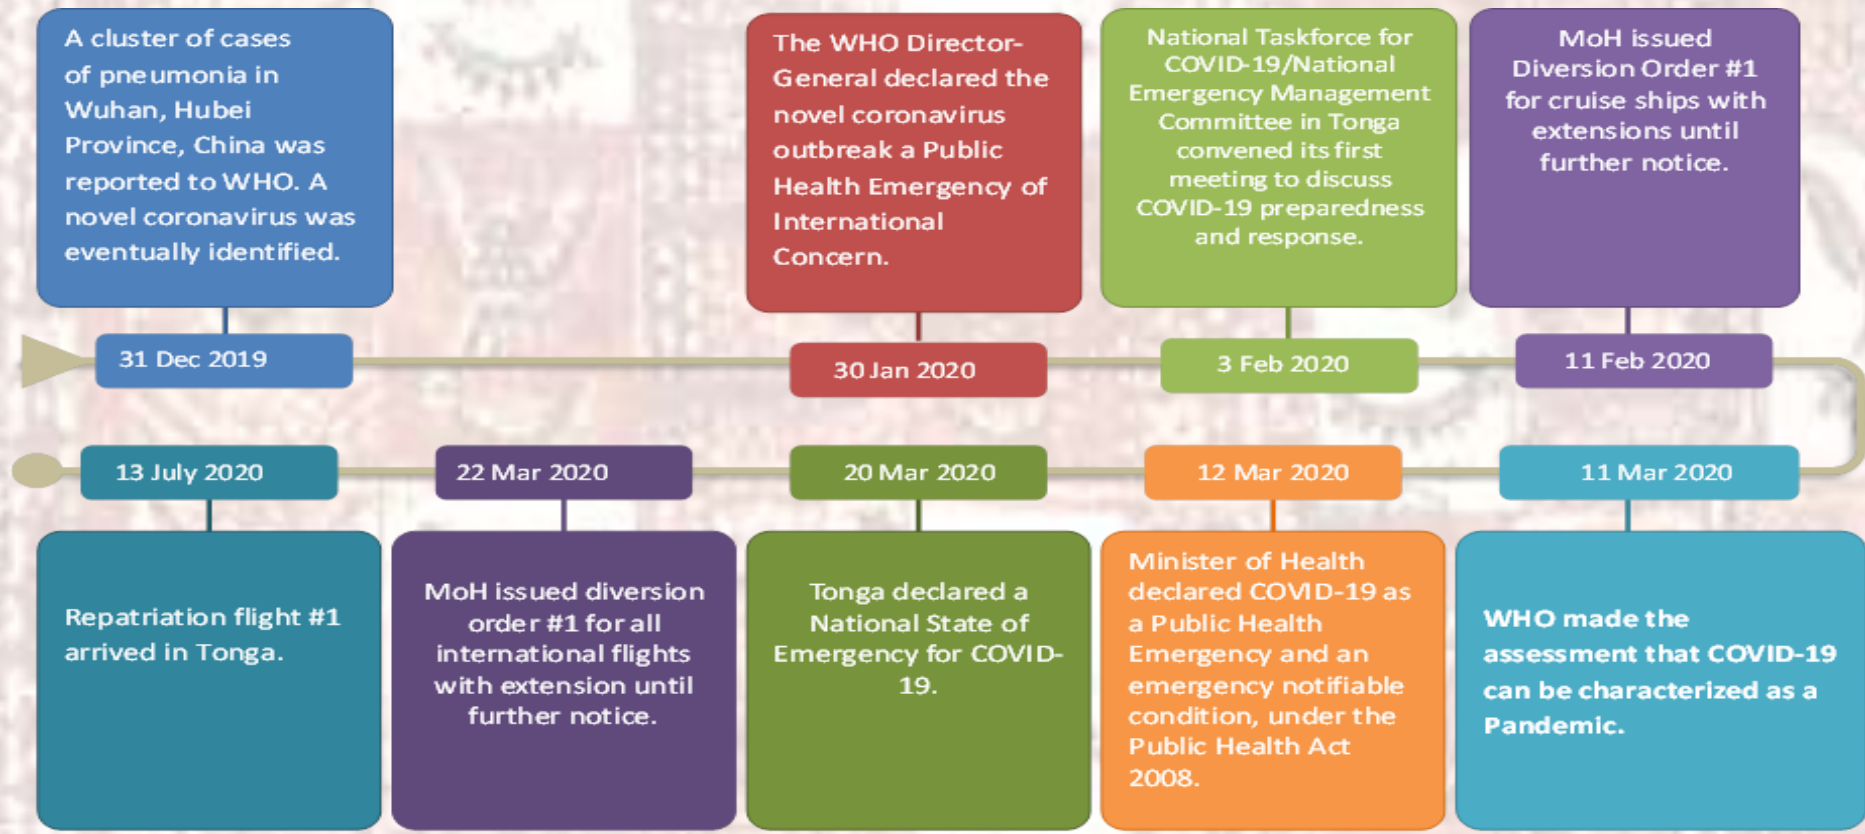 A cluster of cases
of pneumonia in
Wuhan, Hubei
Province, China was
reported to WHO. A
novel coronavirus was
eventually identified.
31 Dec 2019
The WHO Director-
General declared the
novel coronavirus
outbreak a Public
Health Emergency of
International
Concern.
30 Jan 2020
National Taskforce for
COVID-19/National
Emergency Management
Committee in Tonga
convened its first
meeting to discuss
COVID-19 preparedness
and response.
3 Feb 2020
MoH issued
Diversion Order #1
for cruise ships with
extensions until
further notice.
11 Feb 2020
11 Mar 2020
WHO made the
assessment that COVID-19
can be characterized as a
Pandemic.
12 Mar 2020
Minister of Health
declared COVID-19 as
a Public Health
Emergency and an
emergency notifiable
condition, under the
Public Health Act
2008.
20 Mar 2020
Tonga declared a
National State of
Emergency for COVID-
19.
22 Mar 2020
MoH issued diversion
order #1 for all
international flights
with extension until
further notice.
13 July 2020
Repatriation flight #1
arrived in Tonga.